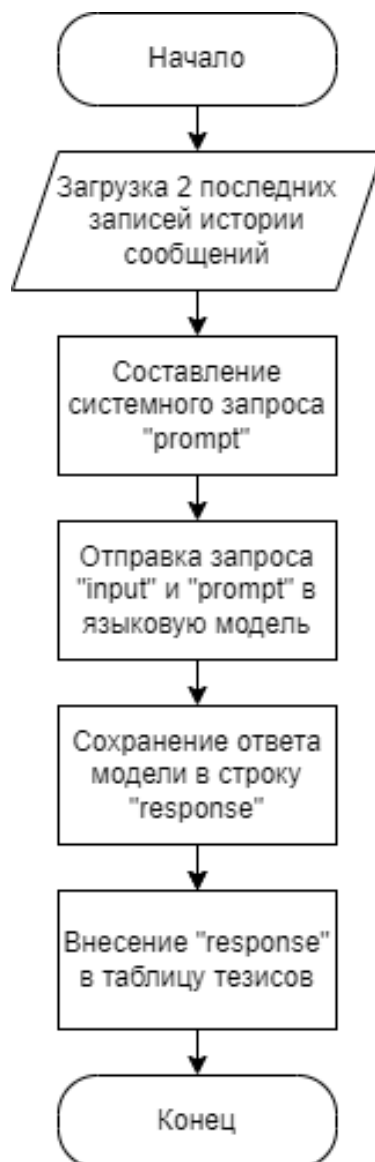 Начало
Загрузка 2 последних
записей истории
сообщений
Составление
системного запроса
"prompt"
Отправка запроса
"input" и "prompt" в
языковую модель
Сохранение ответа
модели в строку
"response"
Внесение "response"
в таблицу тезисов
Конец